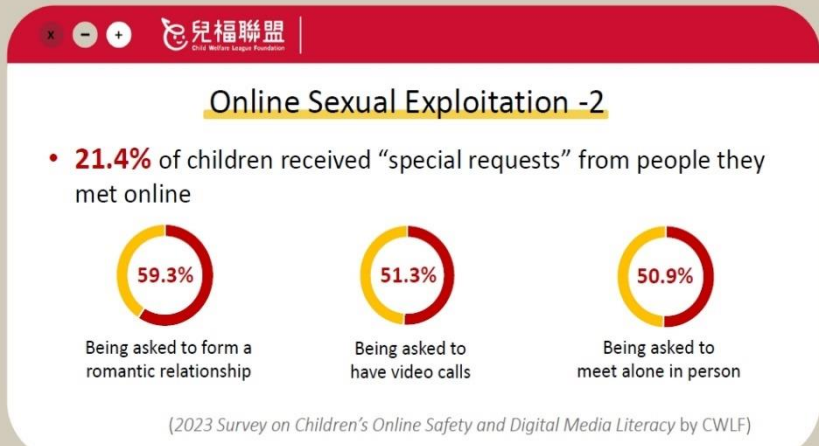 x − +
兒福聯盟
Child Welfare League Foundation
Online Sexual Exploitation -2
• 21.4% of children received “special requests” from people they
met online
59.3%
51.3%
50.9%
Being asked to form a
romantic relationship
Being asked to
have video calls
Being asked to
meet alone in person
(2023 Survey on Children’s Online Safety and Digital Media Literacy by CWLF)